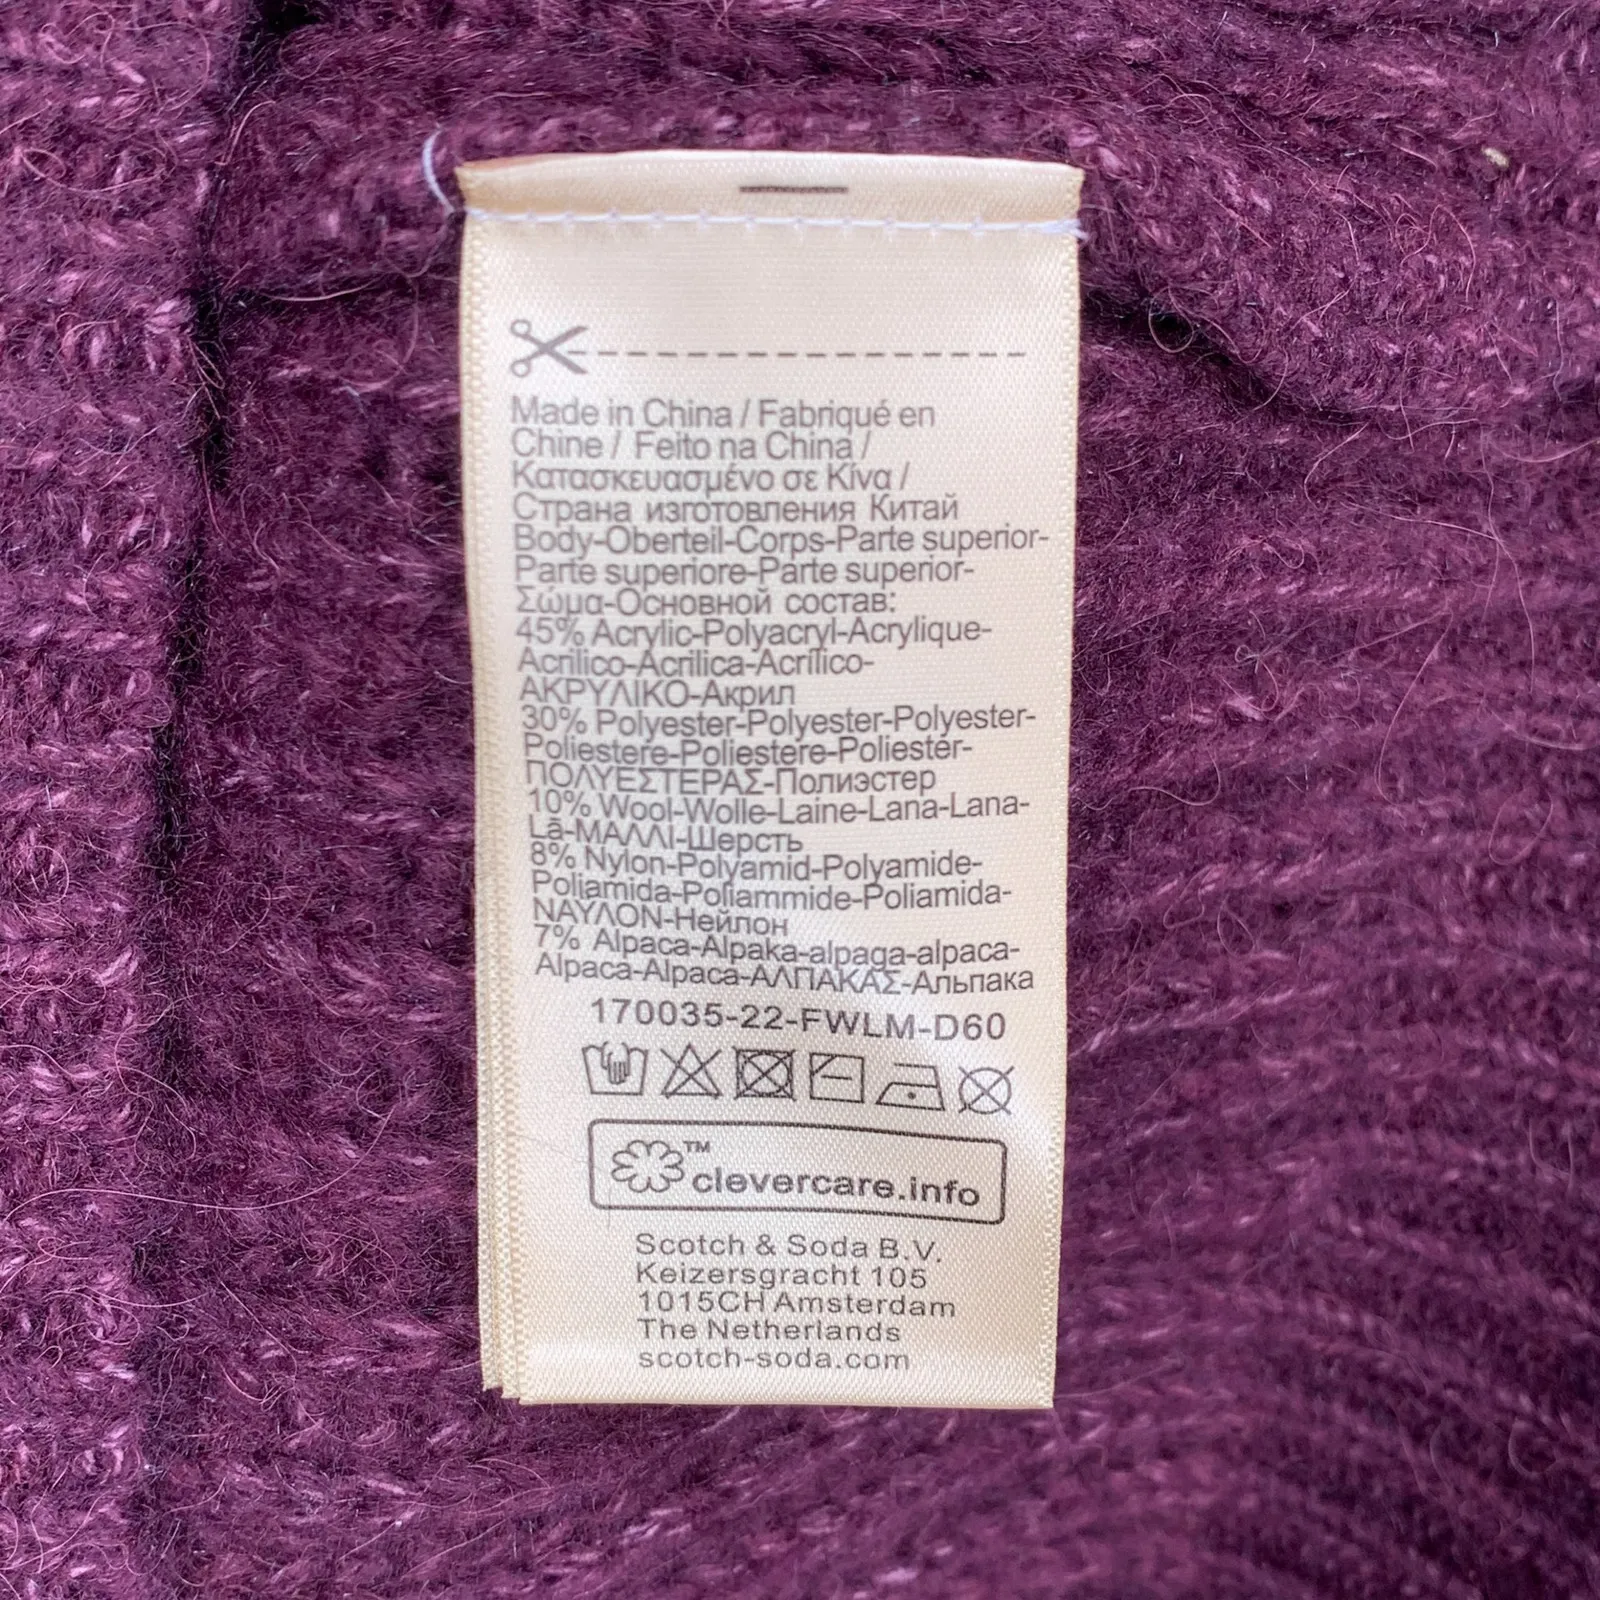 Made in China / Fabriqué en
Chine / Feito na China /
Κατασκευασμένο σε Κίνα /
Страна изготовления Китай
Body-Oberteil-Corps-Parte superior-
Parte superiore-Parte superior-
Σώμα-Основной состав:
45% Acrylic-Polyacryl-Acrylique-
Acrilico-Acrilica-Acrílico-
ΑΚΡΥΛΙΚΟ-Акрил
30% Polyester-Polyester-Polyester-
Poliestere-Poliestere-Poliester-
ΠΟΛΥΕΣΤΕΡΑΣ-Полиэстер
10% Wool-Wolle-Laine-Lana-Lana-
Lã-ΜΑΛΛΙ-Шерсть
8% Nylon-Polyamid-Polyamide-
Poliamida-Poliammide-Poliamida-
ΝΑΥΛΟΝ-Нейлон
7% Alpaca-Alpaka-alpaga-alpaca-
Alpaca-Alpaca-ΑΛΠΑΚΑΣ-Альпака
170035-22-FWLM-D60
™
clevercare.info
Scotch & Soda B.V.
Keizersgracht 105
1015CH Amsterdam
The Netherlands
scotch-soda.com